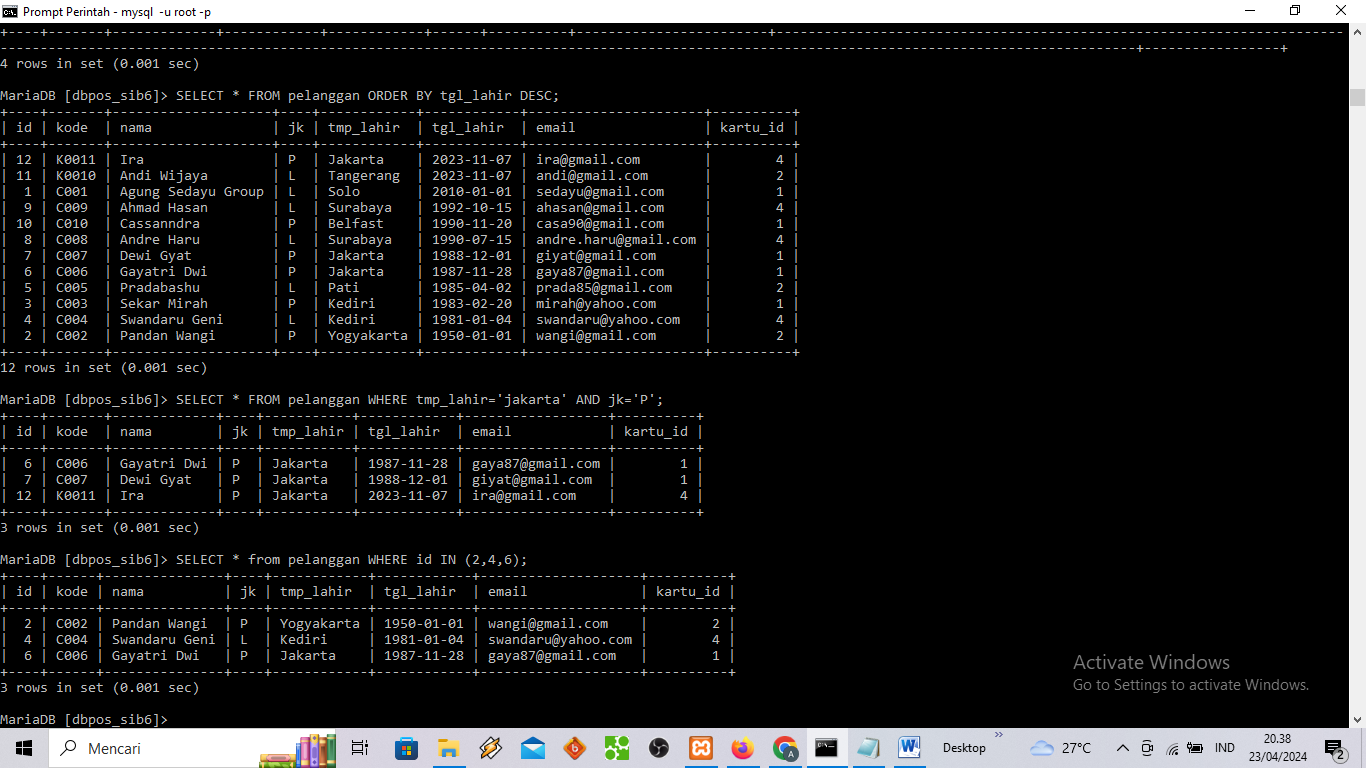 Prompt Perintah - mysql -u root -p
+----+-------+-------------+-------------+------------+------+----------+-------------------------+-----------------------------------------------------------------------
----------------------------------------------------------------------------------------------------------------------------------------------+-----------------+
4 rows in set (0.001 sec)
MariaDB [dbpos_sib6]> SELECT * FROM pelanggan ORDER BY tgl_lahir DESC;
+----+-------+--------------------+----+------------+------------+----------------------+----------+
| id | kode  | nama               | jk | tmp_lahir  | tgl_lahir  | email                | kartu_id |
+----+-------+--------------------+----+------------+------------+----------------------+----------+
| 12 | K0011 | Ira                | P  | Jakarta    | 2023-11-07 | ira@gmail.com        |        4 |
| 11 | K0010 | Andi Wijaya        | L  | Tangerang  | 2023-11-07 | andi@gmail.com       |        2 |
|  1 | C001  | Agung Sedayu Group | L  | Solo       | 2010-01-01 | sedayu@gmail.com     |        1 |
|  9 | C009  | Ahmad Hasan        | L  | Surabaya   | 1992-10-15 | ahasan@gmail.com     |        4 |
| 10 | C010  | Cassanndra         | P  | Belfast    | 1990-11-20 | casa90@gmail.com     |        1 |
|  8 | C008  | Andre Haru         | L  | Surabaya   | 1990-07-15 | andre.haru@gmail.com |        4 |
|  7 | C007  | Dewi Gyat          | P  | Jakarta    | 1988-12-01 | giyat@gmail.com      |        1 |
|  6 | C006  | Gayatri Dwi        | P  | Jakarta    | 1987-11-28 | gaya87@gmail.com     |        1 |
|  5 | C005  | Pradabashu         | L  | Pati       | 1985-04-02 | prada85@gmail.com    |        2 |
|  3 | C003  | Sekar Mirah        | P  | Kediri     | 1983-02-20 | mirah@yahoo.com      |        1 |
|  4 | C004  | Swandaru Geni      | L  | Kediri     | 1981-01-04 | swandaru@yahoo.com   |        4 |
|  2 | C002  | Pandan Wangi       | P  | Yogyakarta | 1950-01-01 | wangi@gmail.com      |        2 |
+----+-------+--------------------+----+------------+------------+----------------------+----------+
12 rows in set (0.001 sec)
MariaDB [dbpos_sib6]> SELECT * FROM pelanggan WHERE tmp_lahir='jakarta' AND jk='P';
+----+-------+-------------+----+-----------+------------+------------------+----------+
| id | kode  | nama        | jk | tmp_lahir | tgl_lahir  | email            | kartu_id |
+----+-------+-------------+----+-----------+------------+------------------+----------+
|  6 | C006  | Gayatri Dwi | P  | Jakarta   | 1987-11-28 | gaya87@gmail.com |        1 |
|  7 | C007  | Dewi Gyat   | P  | Jakarta   | 1988-12-01 | giyat@gmail.com  |        1 |
| 12 | K0011 | Ira         | P  | Jakarta   | 2023-11-07 | ira@gmail.com    |        4 |
+----+-------+-------------+----+-----------+------------+------------------+----------+
3 rows in set (0.001 sec)
MariaDB [dbpos_sib6]> SELECT * from pelanggan WHERE id IN (2,4,6);
+----+------+---------------+----+------------+------------+--------------------+----------+
| id | kode | nama          | jk | tmp_lahir  | tgl_lahir  | email              | kartu_id |
+----+------+---------------+----+------------+------------+--------------------+----------+
|  2 | C002 | Pandan Wangi  | P  | Yogyakarta | 1950-01-01 | wangi@gmail.com    |        2 |
|  4 | C004 | Swandaru Geni | L  | Kediri     | 1981-01-04 | swandaru@yahoo.com |        4 |
|  6 | C006 | Gayatri Dwi   | P  | Jakarta    | 1987-11-28 | gaya87@gmail.com   |        1 |
+----+------+---------------+----+------------+------------+--------------------+----------+
3 rows in set (0.001 sec)
MariaDB [dbpos_sib6]>
Activate Windows
Go to Settings to activate Windows.
Mencari
Desktop
27°C
IND
20.38
23/04/2024
2